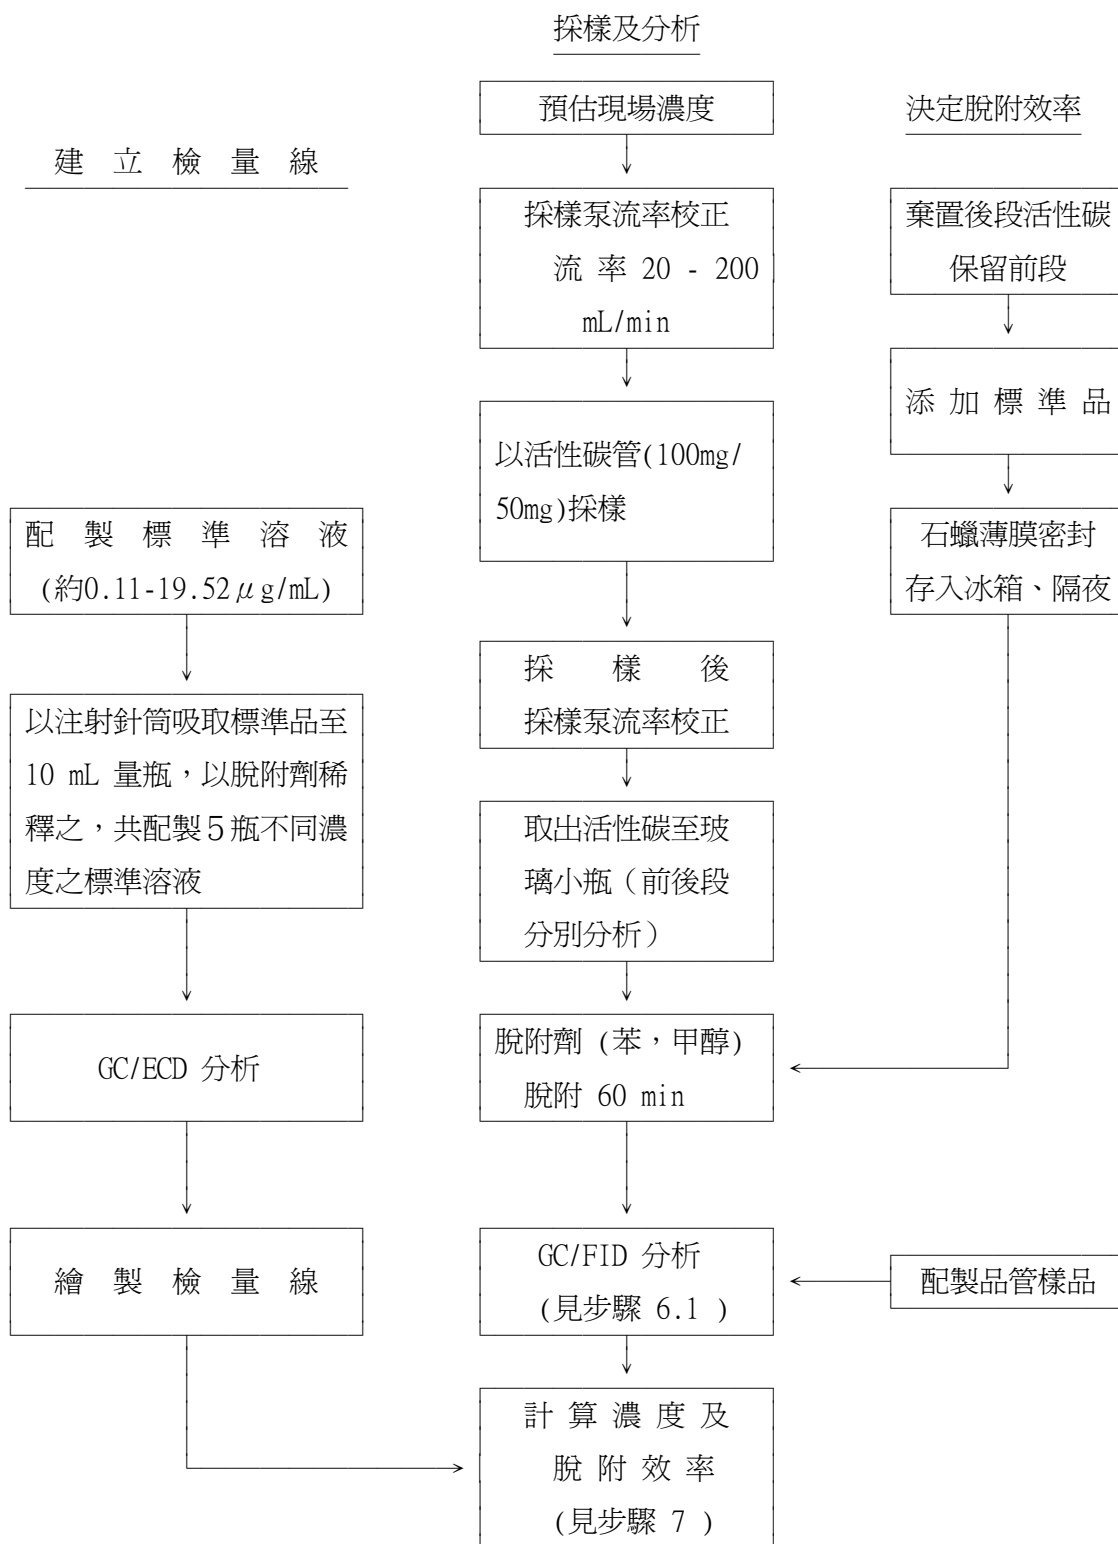 採樣及分析
預估現場濃度
採樣泵流率校正
流 率 20 - 200
mL/min
以活性碳管(100mg/
50mg)採樣
採 樣 後
採樣泵流率校正
取出活性碳至玻
璃小瓶（前後段
分別分析）
脫附劑 (苯，甲醇)
脫附 60 min
GC/FID 分析
(見步驟 6.1 )
計 算 濃 度 及
脫 附 效 率
(見步驟 7 )
建 立 檢 量 線
配 製 標 準 溶 液
(約0.11-19.52μg/mL)
以注射針筒吸取標準品至
10 mL 量瓶，以脫附劑稀
釋之，共配製５瓶不同濃
度之標準溶液
GC/ECD 分析
繪 製 檢 量 線
決定脫附效率
棄置後段活性碳
保留前段
添 加 標 準 品
石蠟薄膜密封
存入冰箱、隔夜
配製品管樣品